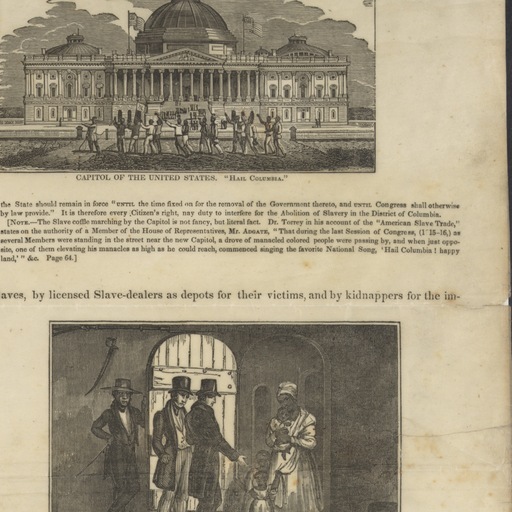 CAPITOL OF THE UNITED STATES. "HAIL COLUMBIA."
the State should remain in force "UNTIL the time fixed on for the removal of the Government thereto, and UNTIL Congress shall otherwise
by law provide." It is therefore every Citizen's right, nay duty to interfere for the Abolition of Slavery in the District of Columbia.
[NOTE.—The Slave coffle marching by the Capitol is not fancy, but literal fact. Dr. Torrey in his account of the "American Slave Trade,"
states on the authority of a Member of the House of Representatives, MR. ADGATE, "That during the last Session of Congress, (1815-16,) as
several Members were standing in the street near the new Capitol, a drove of manacled colored people were passing by, and when just oppo-
site, one of them elevating his manacles as high as he could reach, commenced singing the favorite National Song, 'Hail Columbia! happy
land,' " &c. Page 64.]
aves, by licensed Slave-dealers as depots for their victims, and by kidnappers for the im-